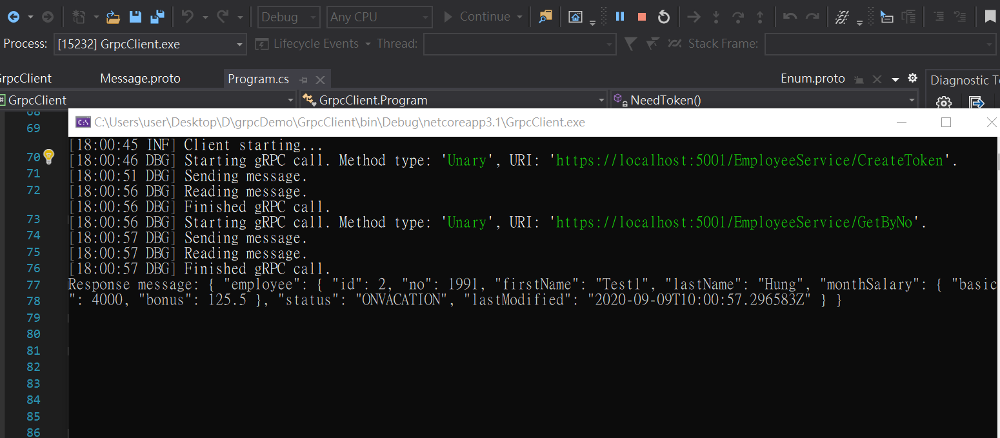 Debug Any CPU Continue
Process: [15232] GrpcClient.exe Lifecycle Events Thread: Stack Frame:
GrpcClient Message.proto Program.cs Enum.proto Diagnostic
GrpcClient GrpcClient.Program NeedToken()
68
69
C:\Users\user\Desktop\D\grpcDemo\GrpcClient\bin\Debug\netcoreapp3.1\GrpcClient.exe
[18:00:45 INF] Client starting...
70 [18:00:46 DBG] Starting gRPC call. Method type: 'Unary', URI: 'https://localhost:5001/EmployeeService/CreateToken'.
71 [18:00:51 DBG] Sending message.
72 [18:00:56 DBG] Reading message.
[18:00:56 DBG] Finished gRPC call.
73 [18:00:56 DBG] Starting gRPC call. Method type: 'Unary', URI: 'https://localhost:5001/EmployeeService/GetByNo'.
74 [18:00:57 DBG] Sending message.
75 [18:00:57 DBG] Reading message.
76 [18:00:57 DBG] Finished gRPC call.
77 Response message: { "employee": { "id": 2, "no": 1991, "firstName": "Test1", "lastName": "Hung", "monthSalary": { "basic
78 ": 4000, "bonus": 125.5 }, "status": "ONVACATION", "lastModified": "2020-09-09T10:00:57.296583Z" } }
79
80
81
82
83
84
85
86